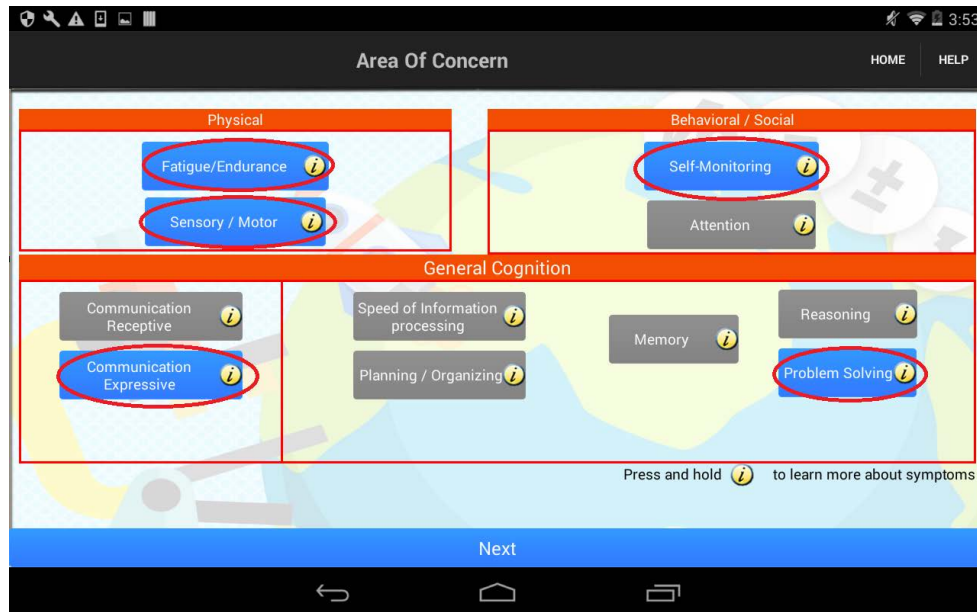 3:53
Area Of Concern
HOME
HELP
Physical
Behavioral / Social
Fatigue/Endurance
Self-Monitoring
Sensory / Motor
Attention
General Cognition
Communication
Receptive
Speed of Information
processing
Memory
Reasoning
Communication
Expressive
Planning / Organizing
Problem Solving
Press and hold i to learn more about symptoms
Next